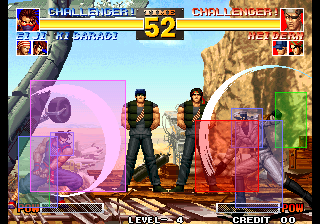 CHALLENGER! TIME CHALLENGER!
52
EIJI KISARAGI HEIDERN
POW POW
LEVEL-4 CREDIT 00